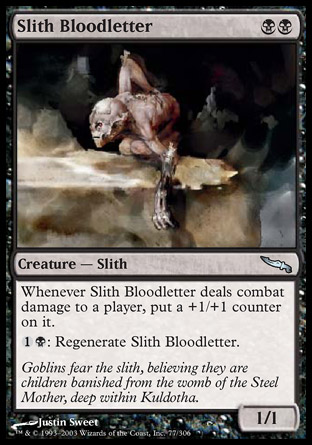 Slith Bloodletter
Creature — Slith
Whenever Slith Bloodletter deals combat
damage to a player, put a +1/+1 counter
on it.
1 : Regenerate Slith Bloodletter.
Goblins fear the slith, believing they are
children banished from the womb of the Steel
Mother, deep within Kuldotha.
Justin Sweet
™ & © 1993–2003 Wizards of the Coast, Inc. 77/306
1/1